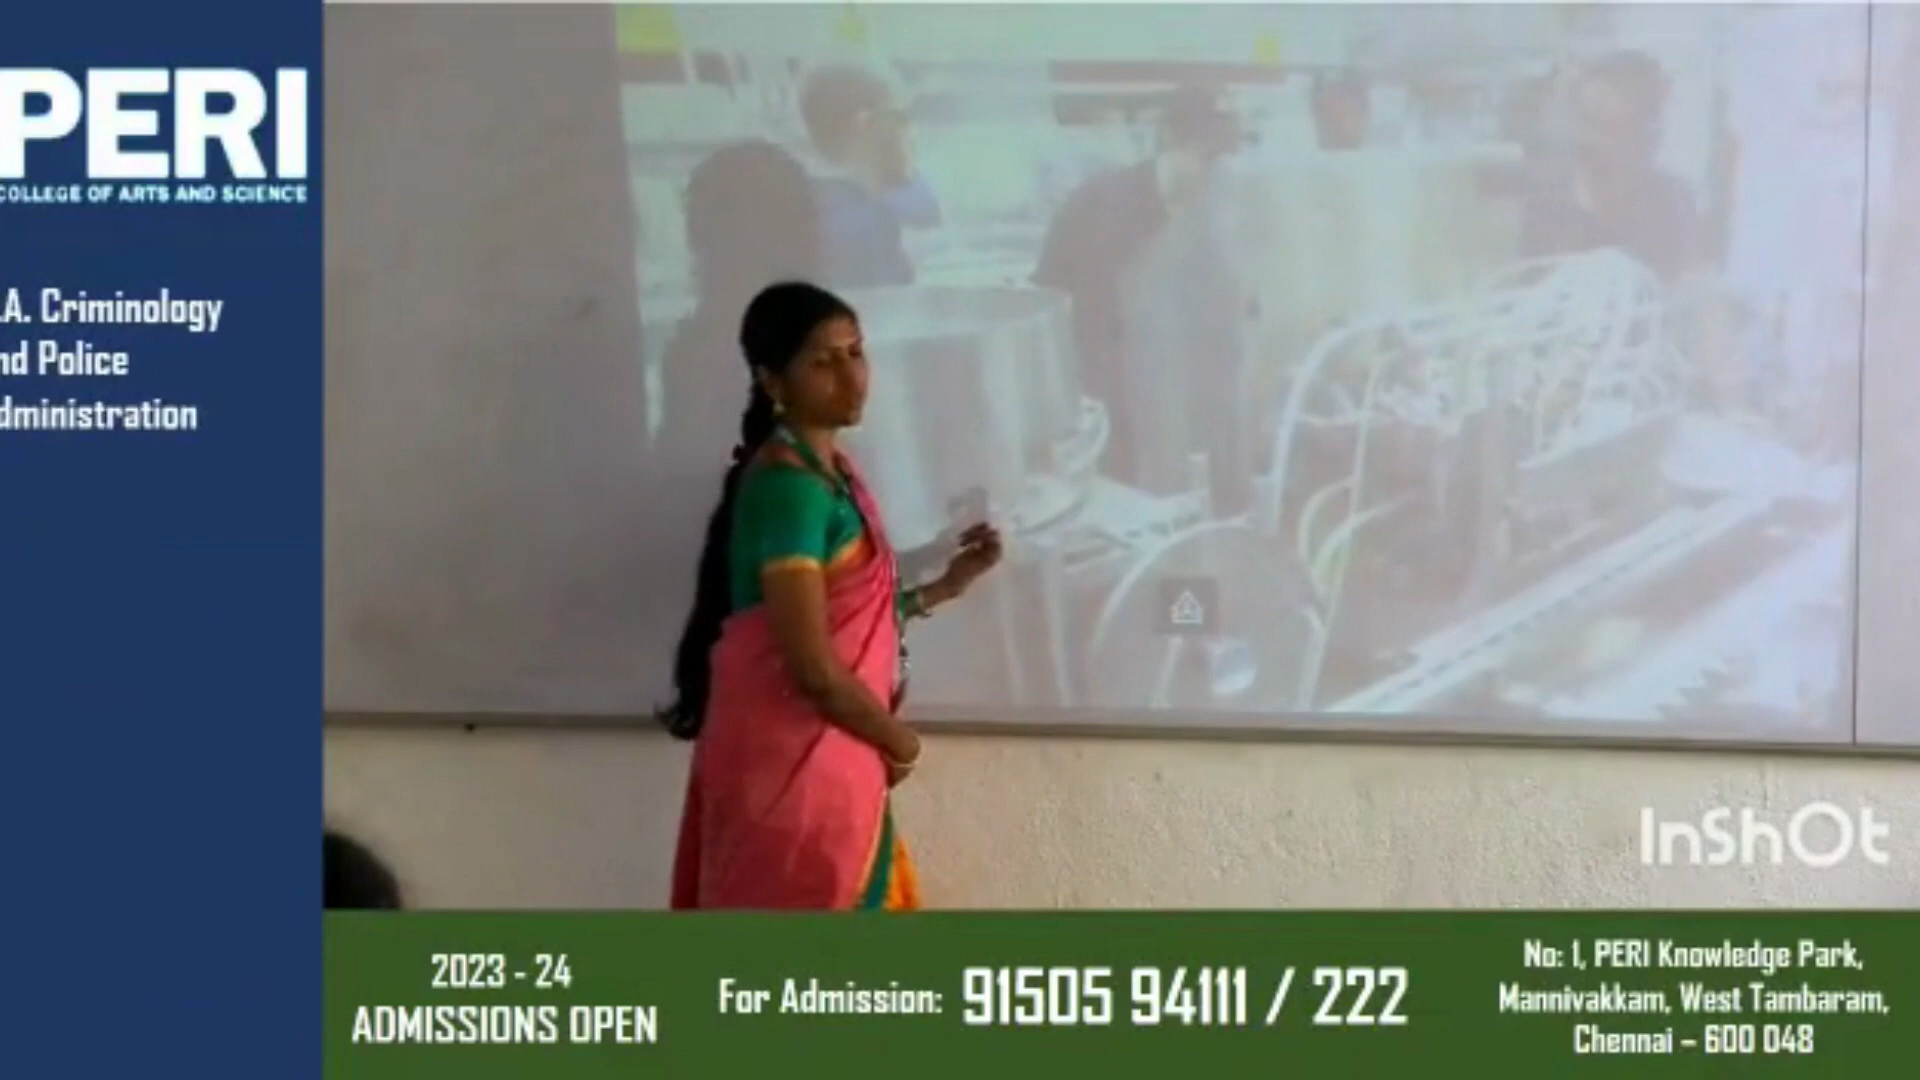 PERI
COLLEGE OF ARTS AND SCIENCE
.A. Criminology
nd Police
dministration
InShOt
2023 - 24
ADMISSIONS OPEN
For Admission: 91505 94111 / 222
No: 1, PERI Knowledge Park,
Mannivakkam, West Tambaram,
Chennai – 600 048